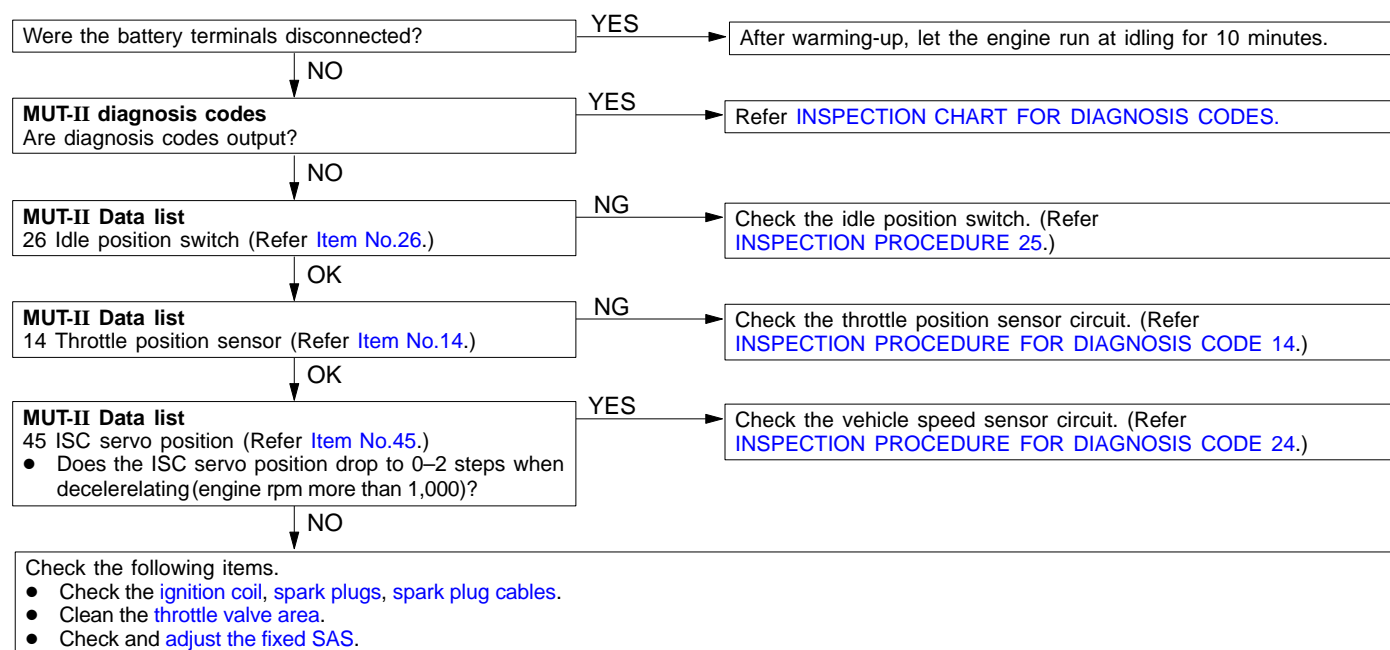 Were the battery terminals disconnected?
YES
After warming-up, let the engine run at idling for 10 minutes.
NO
MUT-II diagnosis codes
Are diagnosis codes output?
YES
Refer INSPECTION CHART FOR DIAGNOSIS CODES.
NO
MUT-II Data list
26 Idle position switch (Refer Item No.26.)
NG
Check the idle position switch. (Refer
INSPECTION PROCEDURE 25.)
OK
MUT-II Data list
14 Throttle position sensor (Refer Item No.14.)
NG
Check the throttle position sensor circuit. (Refer
INSPECTION PROCEDURE FOR DIAGNOSIS CODE 14.)
OK
MUT-II Data list
45 ISC servo position (Refer Item No.45.)
● Does the ISC servo position drop to 0–2 steps when
decelerelating (engine rpm more than 1,000)?
YES
Check the vehicle speed sensor circuit. (Refer
INSPECTION PROCEDURE FOR DIAGNOSIS CODE 24.)
NO
Check the following items.
● Check the ignition coil, spark plugs, spark plug cables.
● Clean the throttle valve area.
● Check and adjust the fixed SAS.